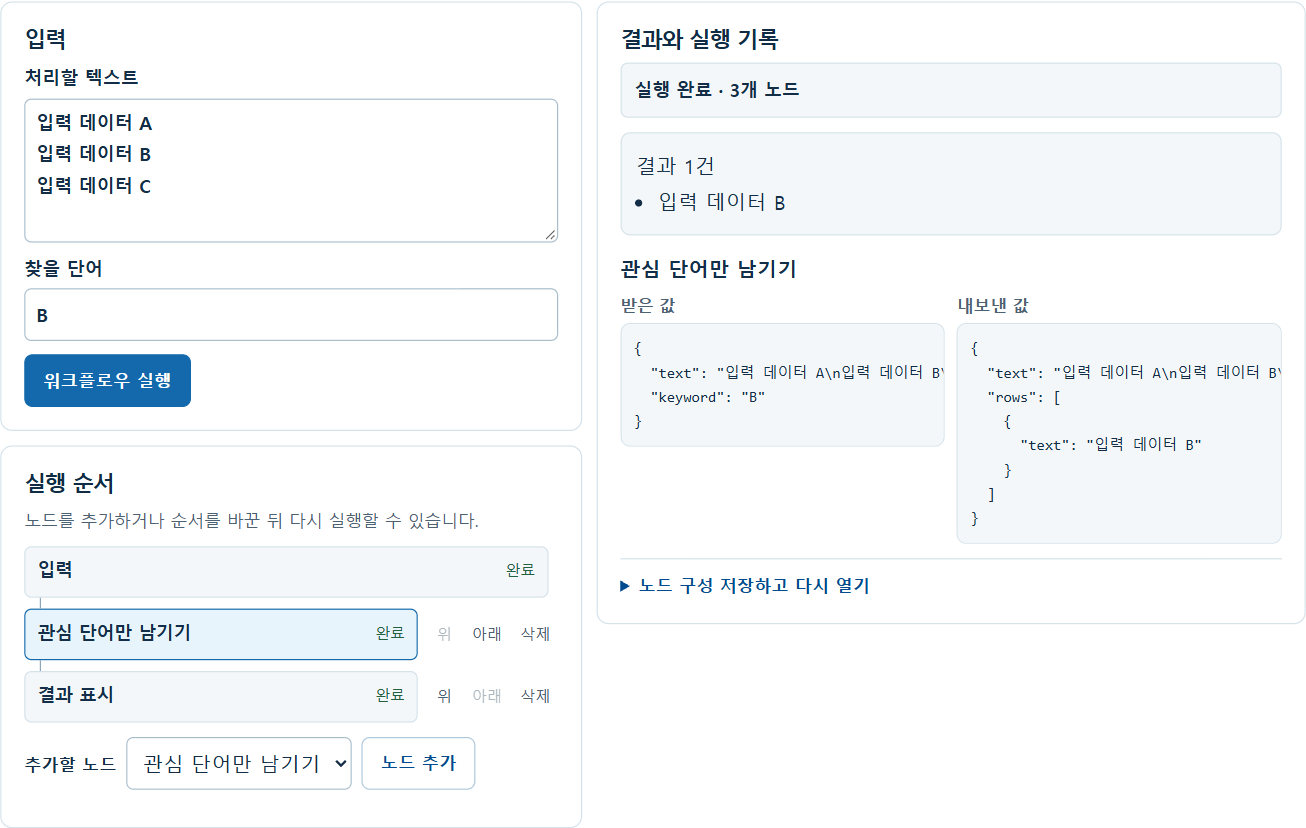 입력
처리할 텍스트
입력 데이터 A
입력 데이터 B
입력 데이터 C
찾을 단어
B
워크플로우 실행
실행 순서
노드를 추가하거나 순서를 바꾼 뒤 다시 실행할 수 있습니다.
입력 완료
관심 단어만 남기기 완료 위 아래 삭제
결과 표시 완료 위 아래 삭제
추가할 노드 관심 단어만 남기기 노드 추가
결과와 실행 기록
실행 완료 · 3개 노드
결과 1건
• 입력 데이터 B
관심 단어만 남기기
받은 값
{
"text": "입력 데이터 A\n입력 데이터 B\
"keyword": "B"
}
내보낸 값
{
"text": "입력 데이터 A\n입력 데이터 B\
"rows": [
{
"text": "입력 데이터 B"
}
]
}
▶ 노드 구성 저장하고 다시 열기